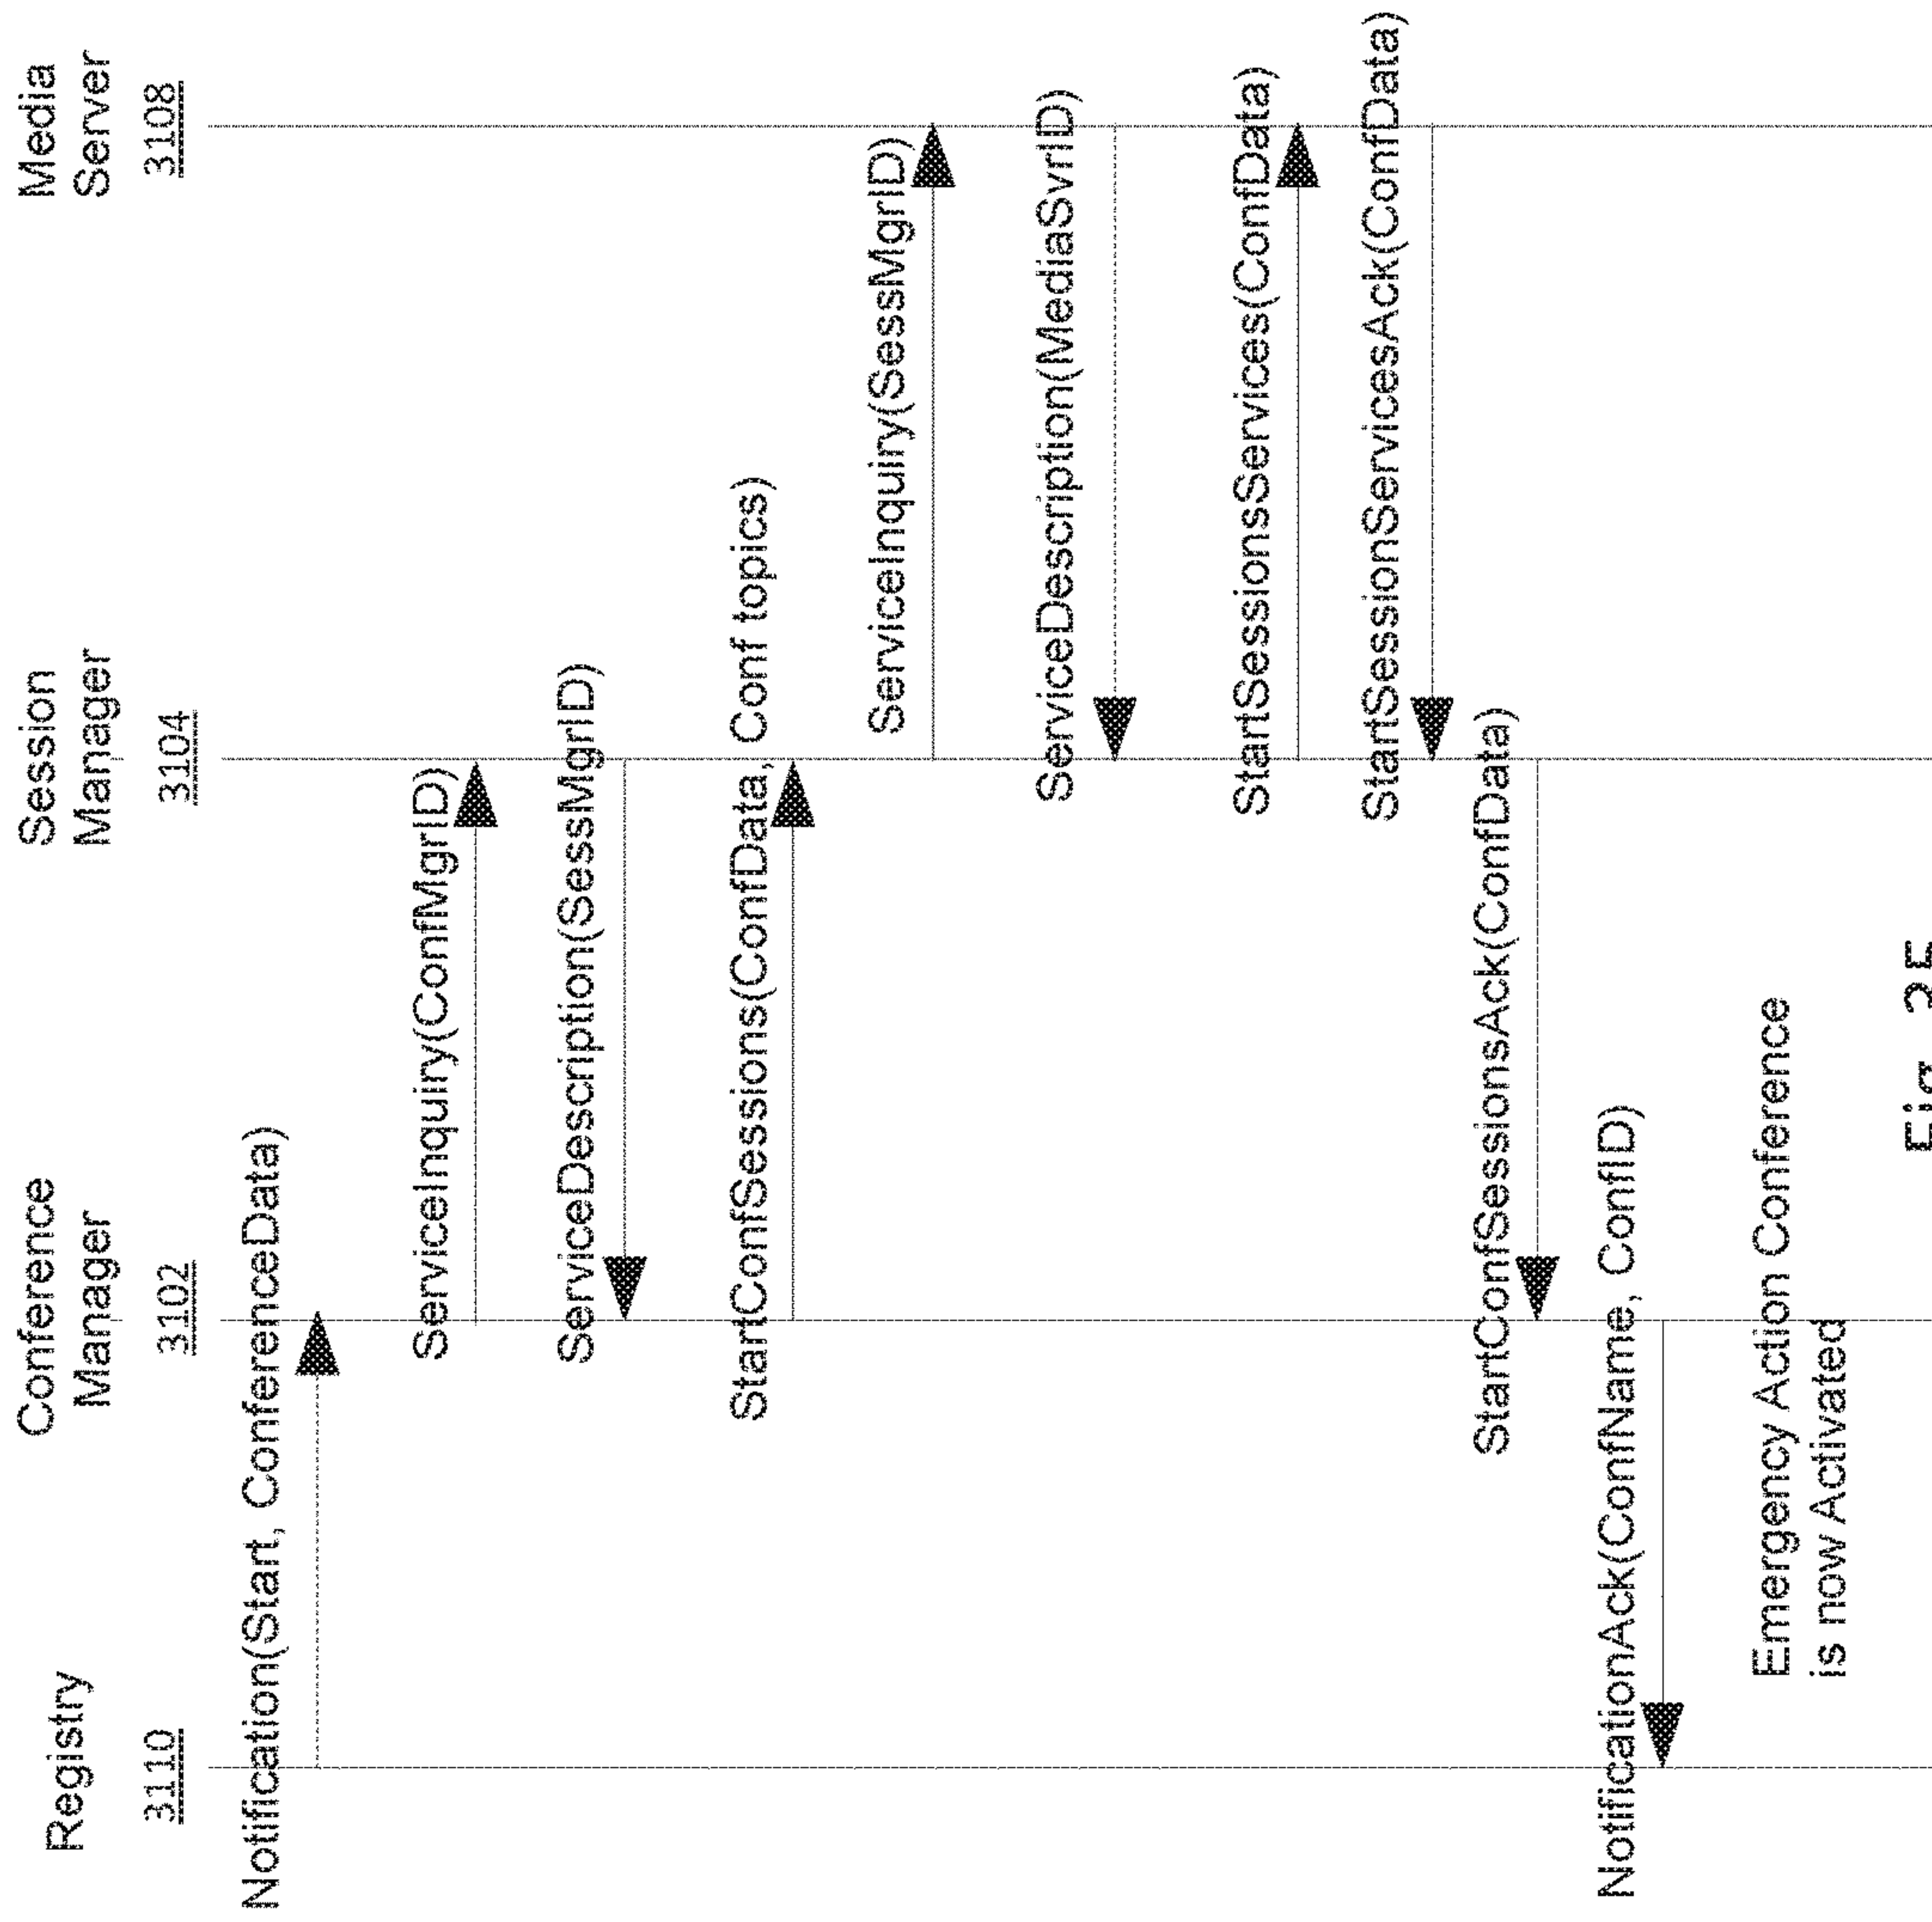 Registry
3110
Conference
Manager
3102
Session
Manager
3104
Media
Server
3108
Notification(Start, ConferenceData)
ServiceInquiry(ConfMgrID)
ServiceDescription(SessMgrID)
StartConfSessions(ConfData, Conf topics)
ServiceInquiry(SessMgrID)
ServiceDescription(MediaSvrID)
StartSessionsServices(ConfData)
StartSessionServicesAck(ConfData)
StartConfSessionsAck(ConfData)
NotificationAck(ConfName, ConfID)
Emergency Action Conference
is now Activated
Fig.